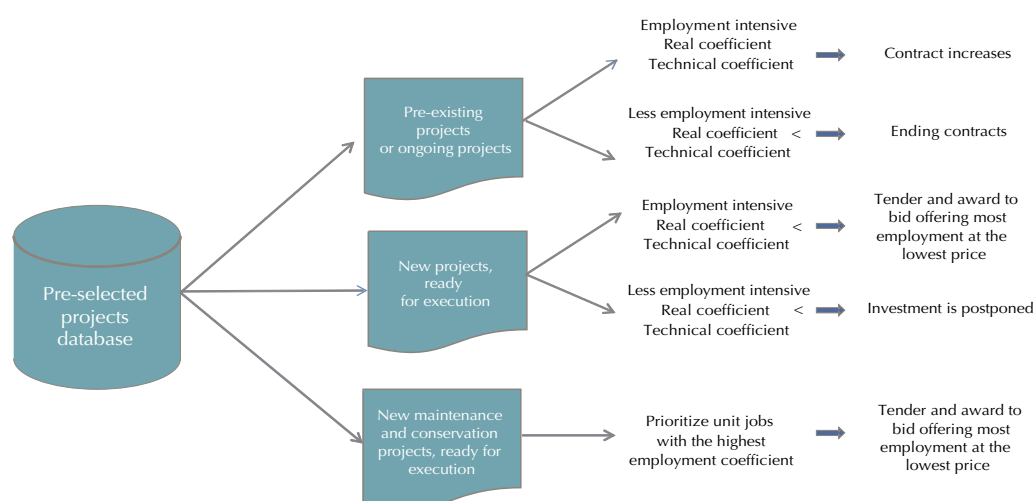 Pre-selected
projects
database
Pre-existing
projects
or ongoing projects
Employment intensive
Real coefficient
Technical coefficient
Contract increases
Less employment intensive
Real coefficient <
Technical coefficient
Ending contracts
New projects,
ready
for execution
Employment intensive
Real coefficient <
Technical coefficient
Tender and award to
bid offering most
employment at the
lowest price
Less employment intensive
Real coefficient <
Technical coefficient
Investment is postponed
New maintenance
and conservation
projects, ready for
execution
Prioritize unit jobs
with the highest
employment coefficient
Tender and award to
bid offering most
employment at the
lowest price